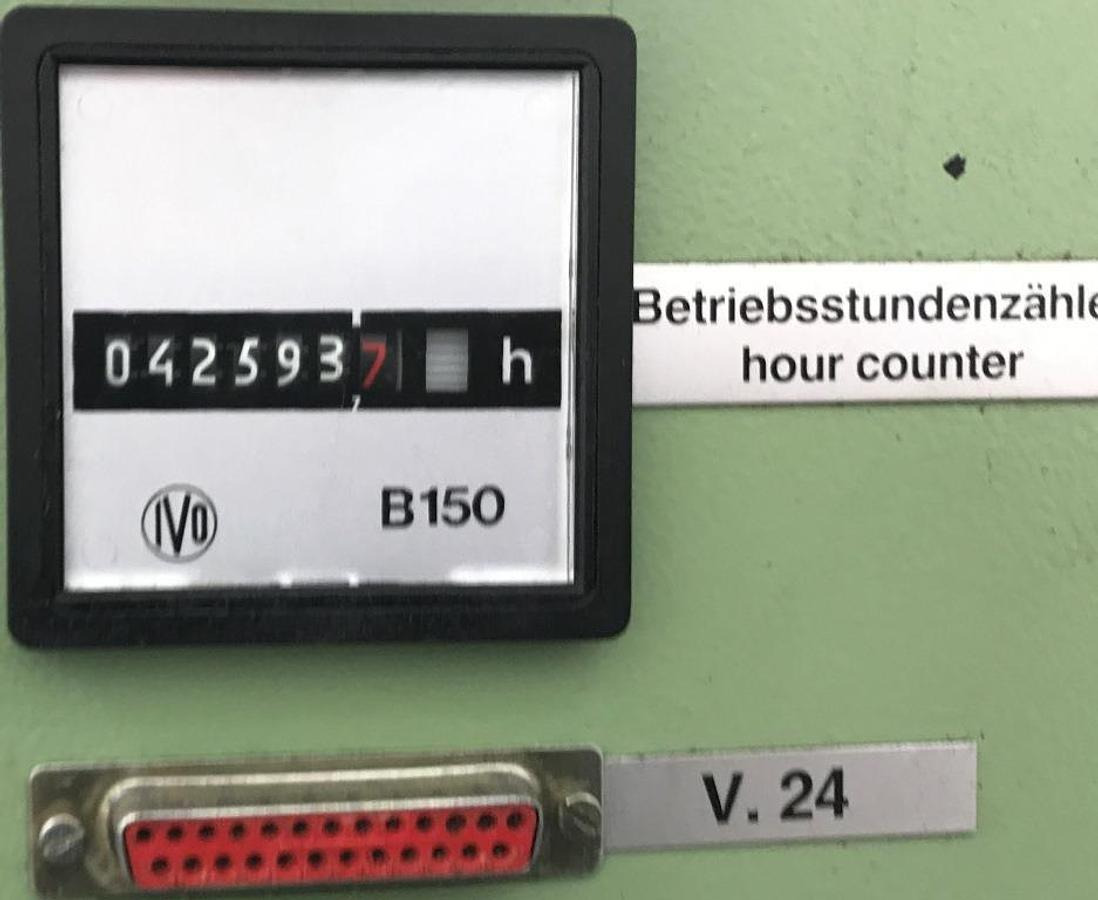 0425937 h
IVO
B150
Betriebsstundenzähle
hour counter
V. 24